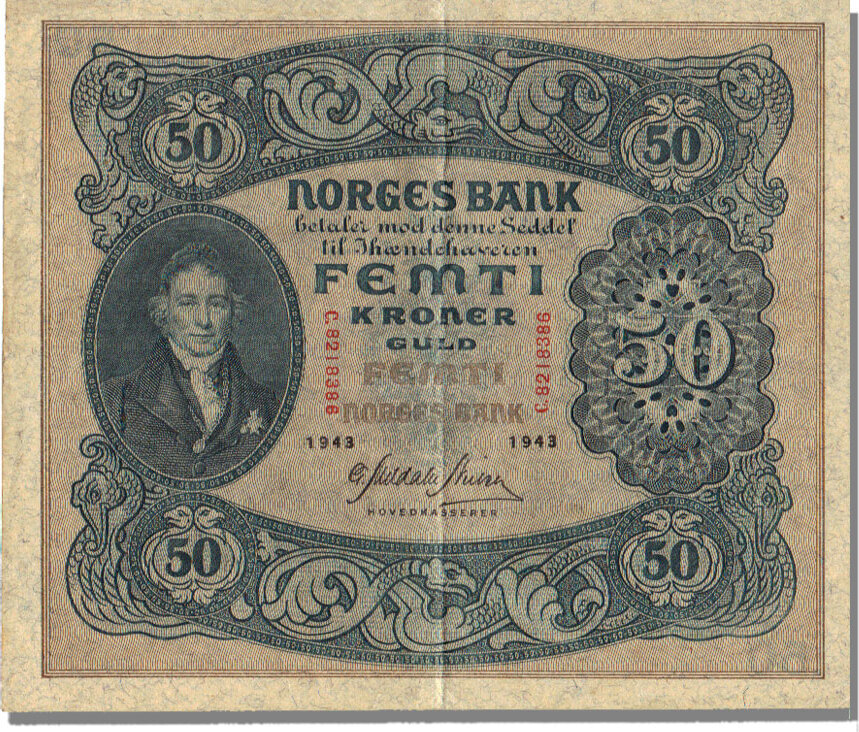 50 50
NORGES BANK
betaler mod denne Seddel
til Ihændehaveren
FEMTI
KRONER
GULD
C.8218386 C.8218386
50
FEMTI
NORGES BANK
1943 1943
HOVEDKASSERER
50 50